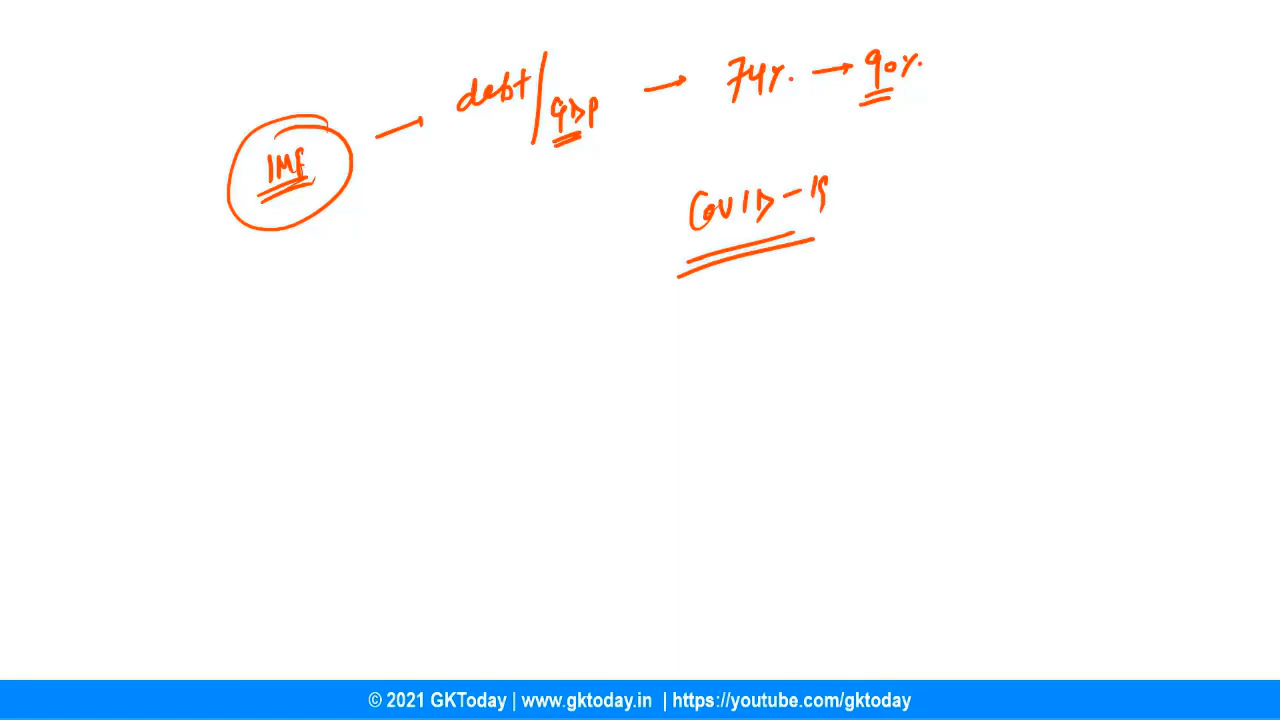 IMF → debt/GDP → 74% → 90%
COVID-19
© 2021 GKToday | www.gktoday.in | https://youtube.com/gktoday